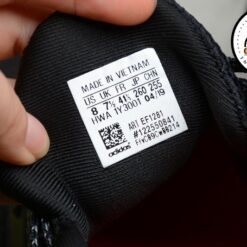 MADE IN VIETNAM
US UK FR JP CHN
8 7½ 41⅓ 260 255
HWA TY3001 04/19
ART EF1281
#122550841
adidas